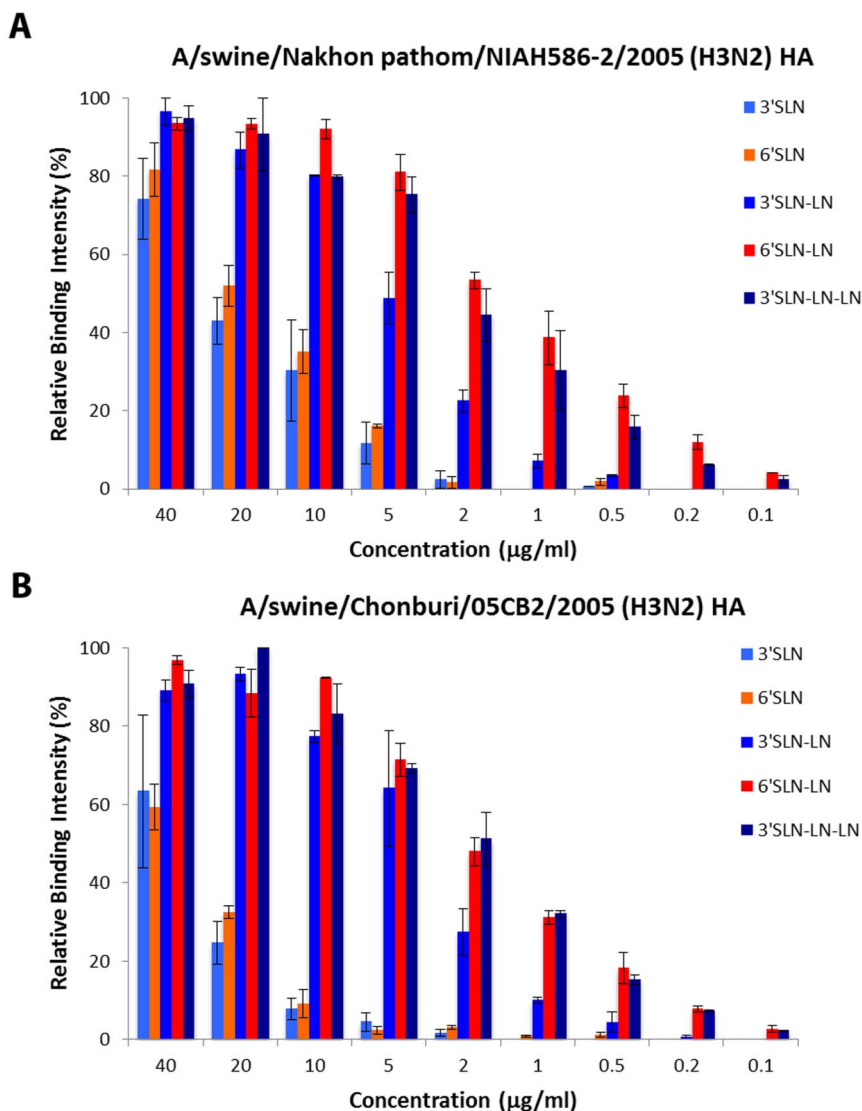 A
A/swine/Nakhon pathom/NIAH586-2/2005 (H3N2) HA
Relative Binding Intensity (%)
100
80
60
40
20
0
3'SLN
6'SLN
3'SLN-LN
6'SLN-LN
3'SLN-LN-LN
40 20 10 5 2 1 0.5 0.2 0.1
Concentration (µg/ml)
B
A/swine/Chonburi/05CB2/2005 (H3N2) HA
Relative Binding Intensity (%)
100
80
60
40
20
0
3'SLN
6'SLN
3'SLN-LN
6'SLN-LN
3'SLN-LN-LN
40 20 10 5 2 1 0.5 0.2 0.1
Concentration (µg/ml)